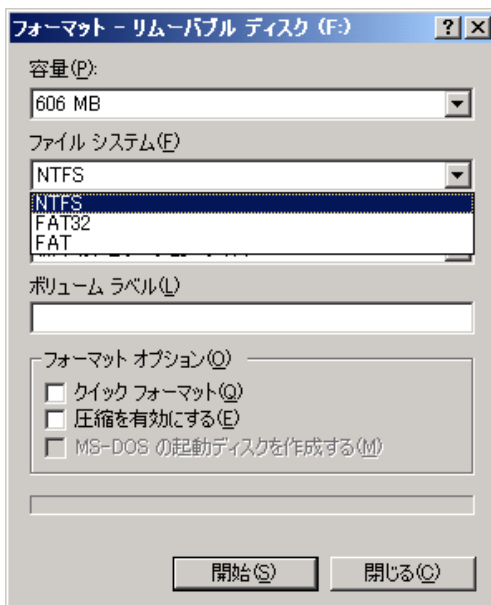 フォーマット - リムーバブル ディスク (F:)
容量(P):
606 MB
ファイル システム(F)
NTFS
NTFS
FAT32
FAT
ボリューム ラベル(L)
フォーマット オプション(O)
クイック フォーマット(Q)
圧縮を有効にする(E)
MS-DOS の起動ディスクを作成する(M)
開始(S)
閉じる(C)